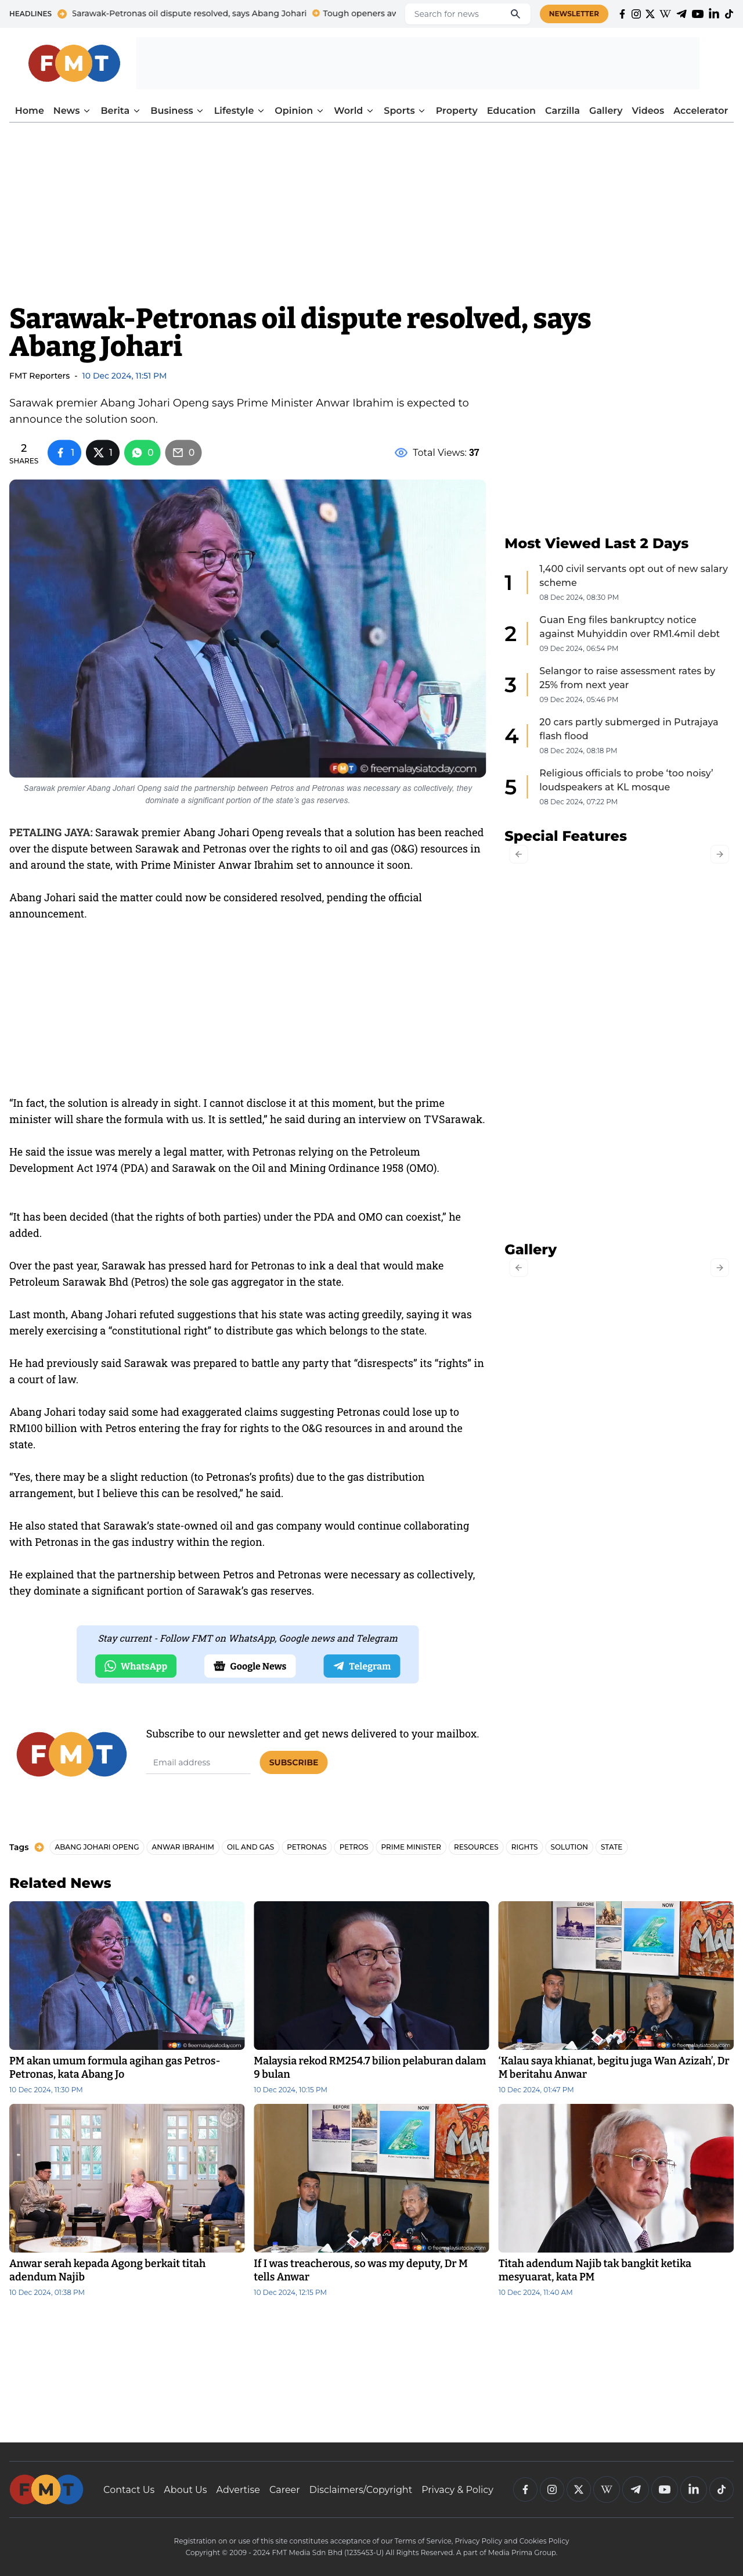 HEADLINES Sarawak-Petronas oil dispute resolved, says Abang Johari Tough openers av Search for news NEWSLETTER
FMT
Home News Berita Business Lifestyle Opinion World Sports Property Education Carzilla Gallery Videos Accelerator
Sarawak-Petronas oil dispute resolved, says
Abang Johari
FMT Reporters - 10 Dec 2024, 11:51 PM
Sarawak premier Abang Johari Openg says Prime Minister Anwar Ibrahim is expected to
announce the solution soon.
2
SHARES
1 1 0 0
Total Views: 37
FMT © freemalaysiatoday.com
Sarawak premier Abang Johari Openg said the partnership between Petros and Petronas was necessary as collectively, they
dominate a significant portion of the state's gas reserves.
PETALING JAYA: Sarawak premier Abang Johari Openg reveals that a solution has been reached
over the dispute between Sarawak and Petronas over the rights to oil and gas (O&G) resources in
and around the state, with Prime Minister Anwar Ibrahim set to announce it soon.
Abang Johari said the matter could now be considered resolved, pending the official
announcement.
“In fact, the solution is already in sight. I cannot disclose it at this moment, but the prime
minister will share the formula with us. It is settled,” he said during an interview on TVSarawak.
He said the issue was merely a legal matter, with Petronas relying on the Petroleum
Development Act 1974 (PDA) and Sarawak on the Oil and Mining Ordinance 1958 (OMO).
“It has been decided (that the rights of both parties) under the PDA and OMO can coexist,” he
added.
Over the past year, Sarawak has pressed hard for Petronas to ink a deal that would make
Petroleum Sarawak Bhd (Petros) the sole gas aggregator in the state.
Last month, Abang Johari refuted suggestions that his state was acting greedily, saying it was
merely exercising a “constitutional right” to distribute gas which belongs to the state.
He had previously said Sarawak was prepared to battle any party that “disrespects” its “rights” in
a court of law.
Abang Johari today said some had exaggerated claims suggesting Petronas could lose up to
RM100 billion with Petros entering the fray for rights to the O&G resources in and around the
state.
“Yes, there may be a slight reduction (to Petronas’s profits) due to the gas distribution
arrangement, but I believe this can be resolved,” he said.
He also stated that Sarawak’s state-owned oil and gas company would continue collaborating
with Petronas in the gas industry within the region.
He explained that the partnership between Petros and Petronas were necessary as collectively,
they dominate a significant portion of Sarawak’s gas reserves.
Stay current - Follow FMT on WhatsApp, Google news and Telegram
WhatsApp Google News Telegram
Most Viewed Last 2 Days
1
1,400 civil servants opt out of new salary
scheme
08 Dec 2024, 08:30 PM
2
Guan Eng files bankruptcy notice
against Muhyiddin over RM1.4mil debt
09 Dec 2024, 06:54 PM
3
Selangor to raise assessment rates by
25% from next year
09 Dec 2024, 05:46 PM
4
20 cars partly submerged in Putrajaya
flash flood
08 Dec 2024, 08:18 PM
5
Religious officials to probe ‘too noisy’
loudspeakers at KL mosque
08 Dec 2024, 07:22 PM
Special Features
Gallery
FMT
Subscribe to our newsletter and get news delivered to your mailbox.
Email address SUBSCRIBE
Tags ABANG JOHARI OPENG ANWAR IBRAHIM OIL AND GAS PETRONAS PETROS PRIME MINISTER RESOURCES RIGHTS SOLUTION STATE
Related News
FMT © freemalaysiatoday.com
PM akan umum formula agihan gas Petros-
Petronas, kata Abang Jo
10 Dec 2024, 11:30 PM
Malaysia rekod RM254.7 bilion pelaburan dalam
9 bulan
10 Dec 2024, 10:15 PM
BEFORE NOW
FMT © freemalaysiatoday.com
‘Kalau saya khianat, begitu juga Wan Azizah’, Dr
M beritahu Anwar
10 Dec 2024, 01:47 PM
Anwar serah kepada Agong berkait titah
adendum Najib
10 Dec 2024, 01:38 PM
BEFORE NOW
FMT © freemalaysiatoday.com
If I was treacherous, so was my deputy, Dr M
tells Anwar
10 Dec 2024, 12:15 PM
Titah adendum Najib tak bangkit ketika
mesyuarat, kata PM
10 Dec 2024, 11:40 AM
FMT
Contact Us About Us Advertise Career Disclaimers/Copyright Privacy & Policy
Registration on or use of this site constitutes acceptance of our Terms of Service, Privacy Policy and Cookies Policy
Copyright © 2009 - 2024 FMT Media Sdn Bhd (1235453-U) All Rights Reserved. A part of Media Prima Group.